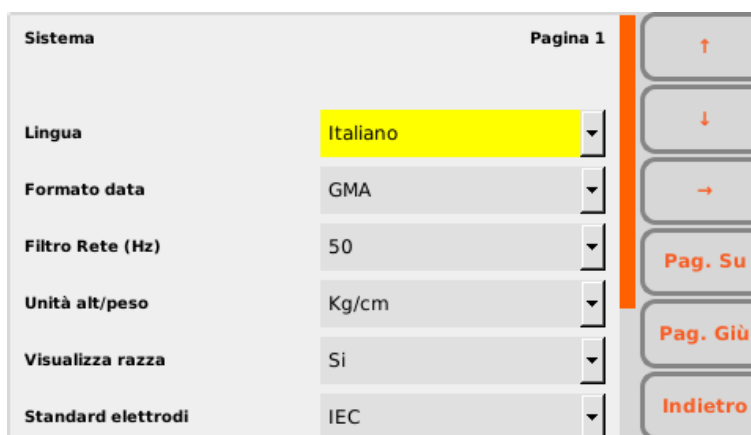 Sistema Pagina 1
Lingua Italiano
Formato data GMA
Filtro Rete (Hz) 50
Unità alt/peso Kg/cm
Visualizza razza Si
Standard elettrodi IEC
↑
↓
→
Pag. Su
Pag. Giù
Indietro